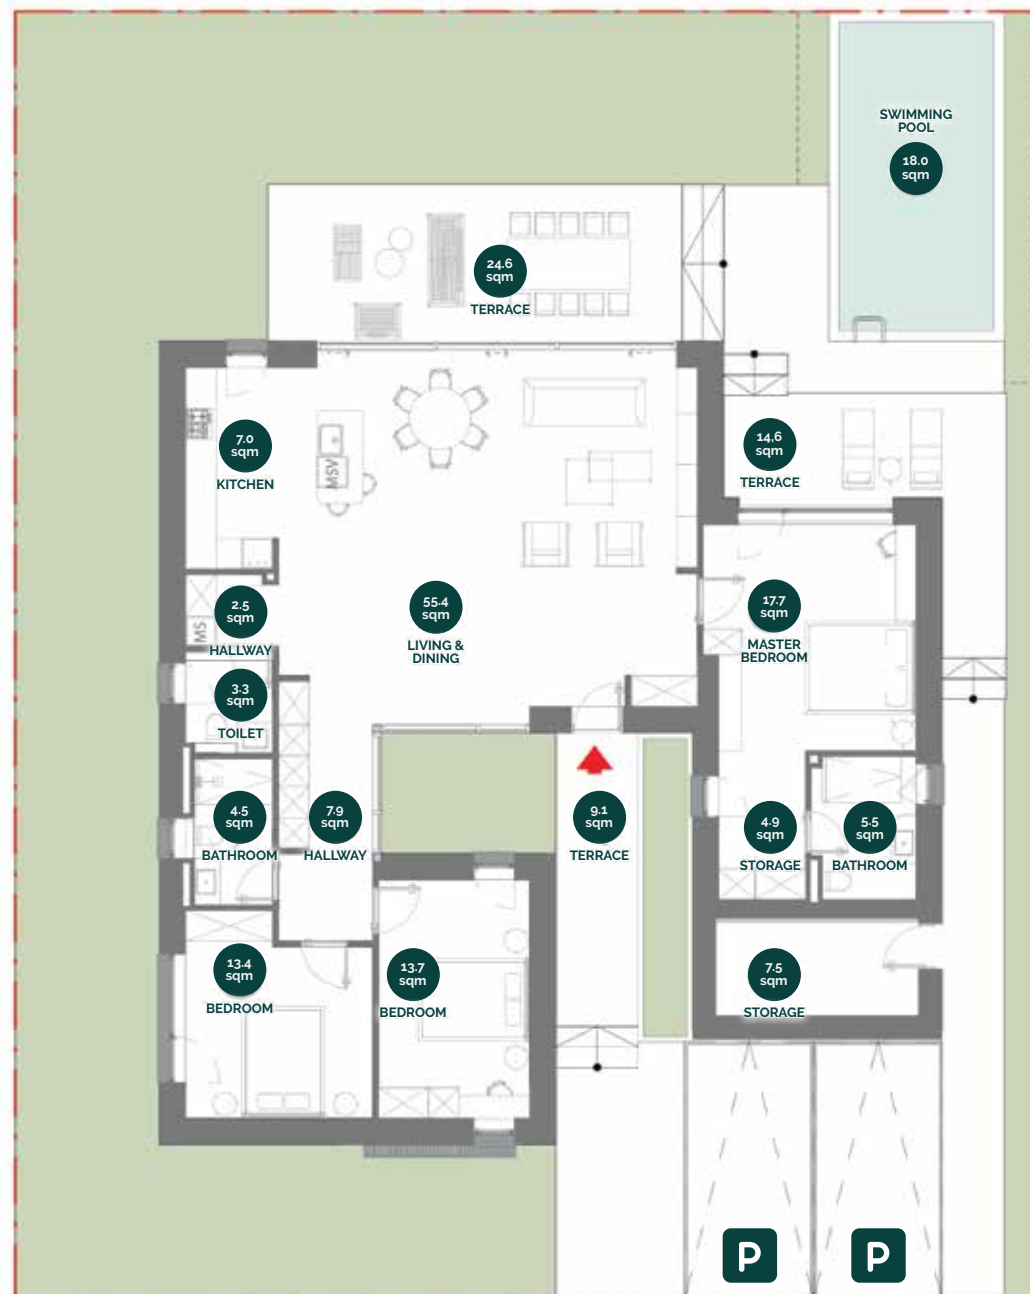 SWIMMING
POOL
18.0
sqm
24.6
sqm
TERRACE
7.0
sqm
KITCHEN
MSV
14,6
sqm
TERRACE
2.5
sqm
HALLWAY
MS
55.4
sqm
LIVING &
DINING
17.7
sqm
MASTER
BEDROOM
3.3
sqm
TOILET
4.5
sqm
BATHROOM
7.9
sqm
HALLWAY
9.1
sqm
TERRACE
4.9
sqm
STORAGE
5.5
sqm
BATHROOM
13.4
sqm
BEDROOM
13.7
sqm
BEDROOM
7.5
sqm
STORAGE
P
P